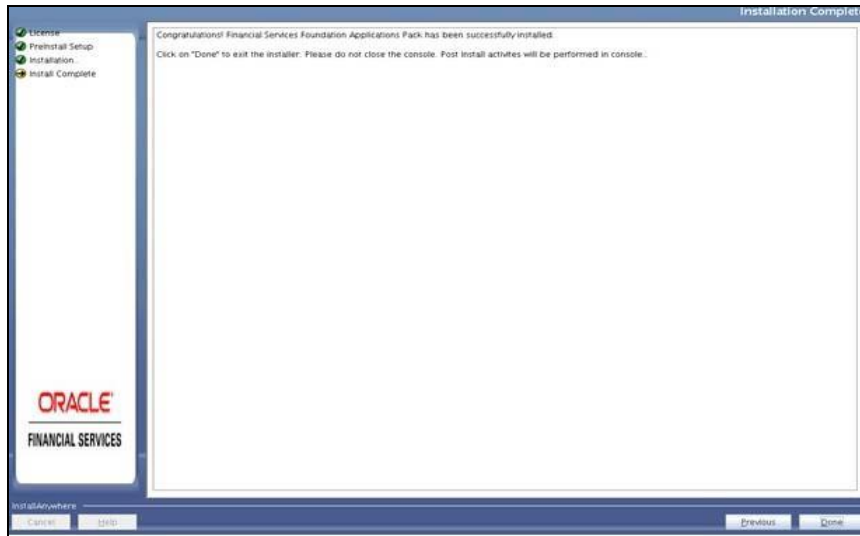 Installation Complete
License
Preinstall Setup
Installation...
Install Complete
Congratulations! Financial Services Foundation Applications Pack has been successfully installed.
Click on "Done" to exit the installer. Please do not close the console. Post Install activites will be performed in console..
ORACLE
FINANCIAL SERVICES
InstallAnywhere
Cancel
Help
Previous
Done